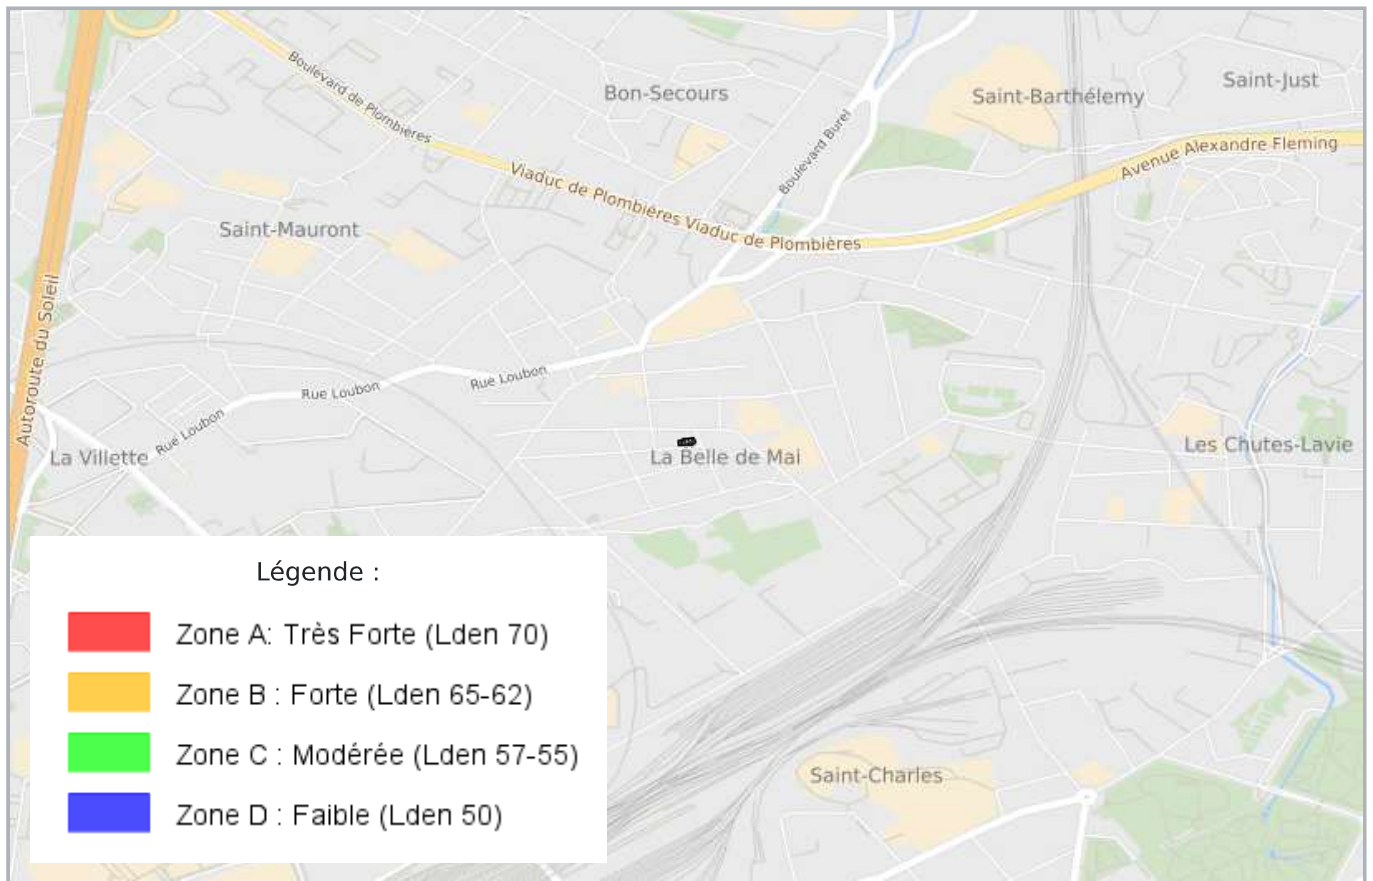 Boulevard de Plombières
Bon-Secours
Saint-Barthélemy
Saint-Just
Boulevard Burel
Avenue Alexandre Fleming
Viaduc de Plombières Viaduc de Plombières
Saint-Mauront
Autoroute du Soleil
Rue Loubon
Rue Loubon
Rue Loubon
La Villette
La Belle de Mai
Les Chutes-Lavie
Saint-Charles
Légende :
Zone A: Très Forte (Lden 70)
Zone B : Forte (Lden 65-62)
Zone C : Modérée (Lden 57-55)
Zone D : Faible (Lden 50)